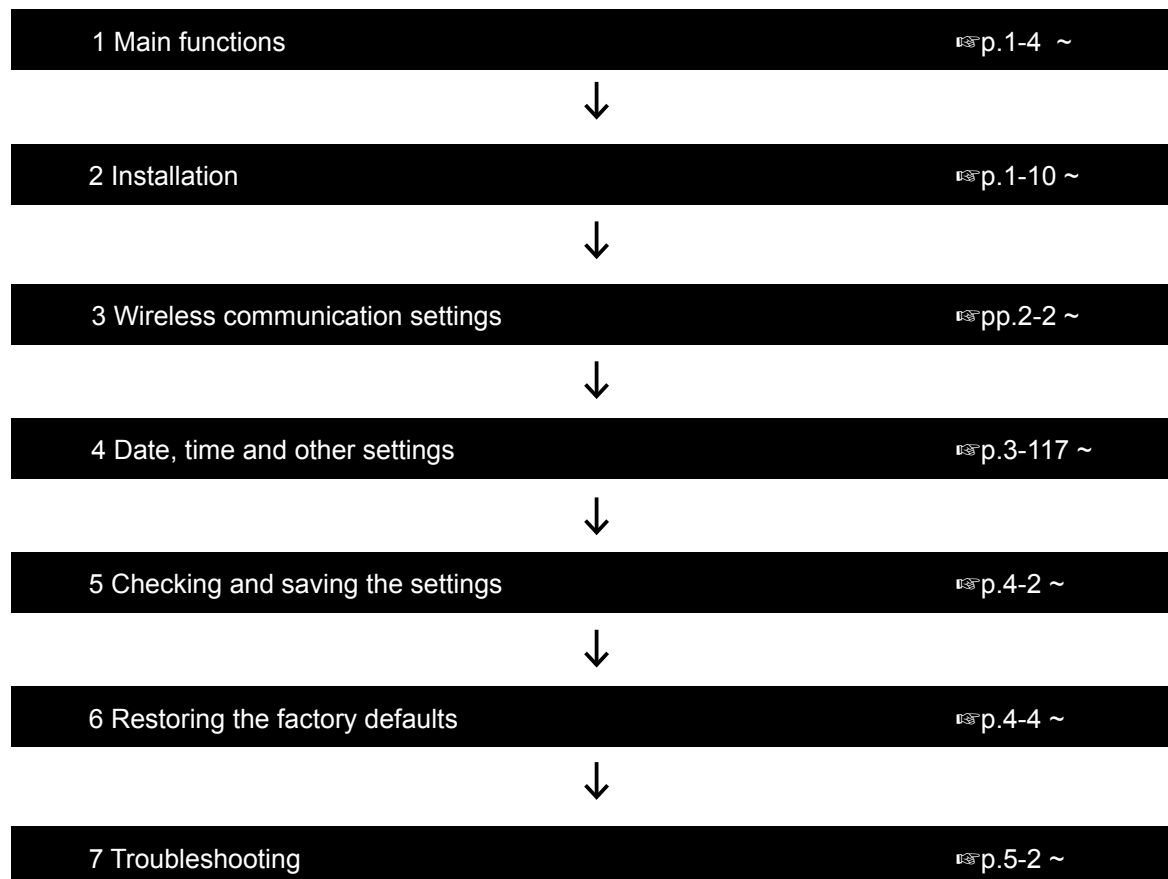 1 Main functions ☞p.1-4 ~
↓
2 Installation ☞p.1-10 ~
↓
3 Wireless communication settings ☞pp.2-2 ~
↓
4 Date, time and other settings ☞p.3-117 ~
↓
5 Checking and saving the settings ☞p.4-2 ~
↓
6 Restoring the factory defaults ☞p.4-4 ~
↓
7 Troubleshooting ☞p.5-2 ~